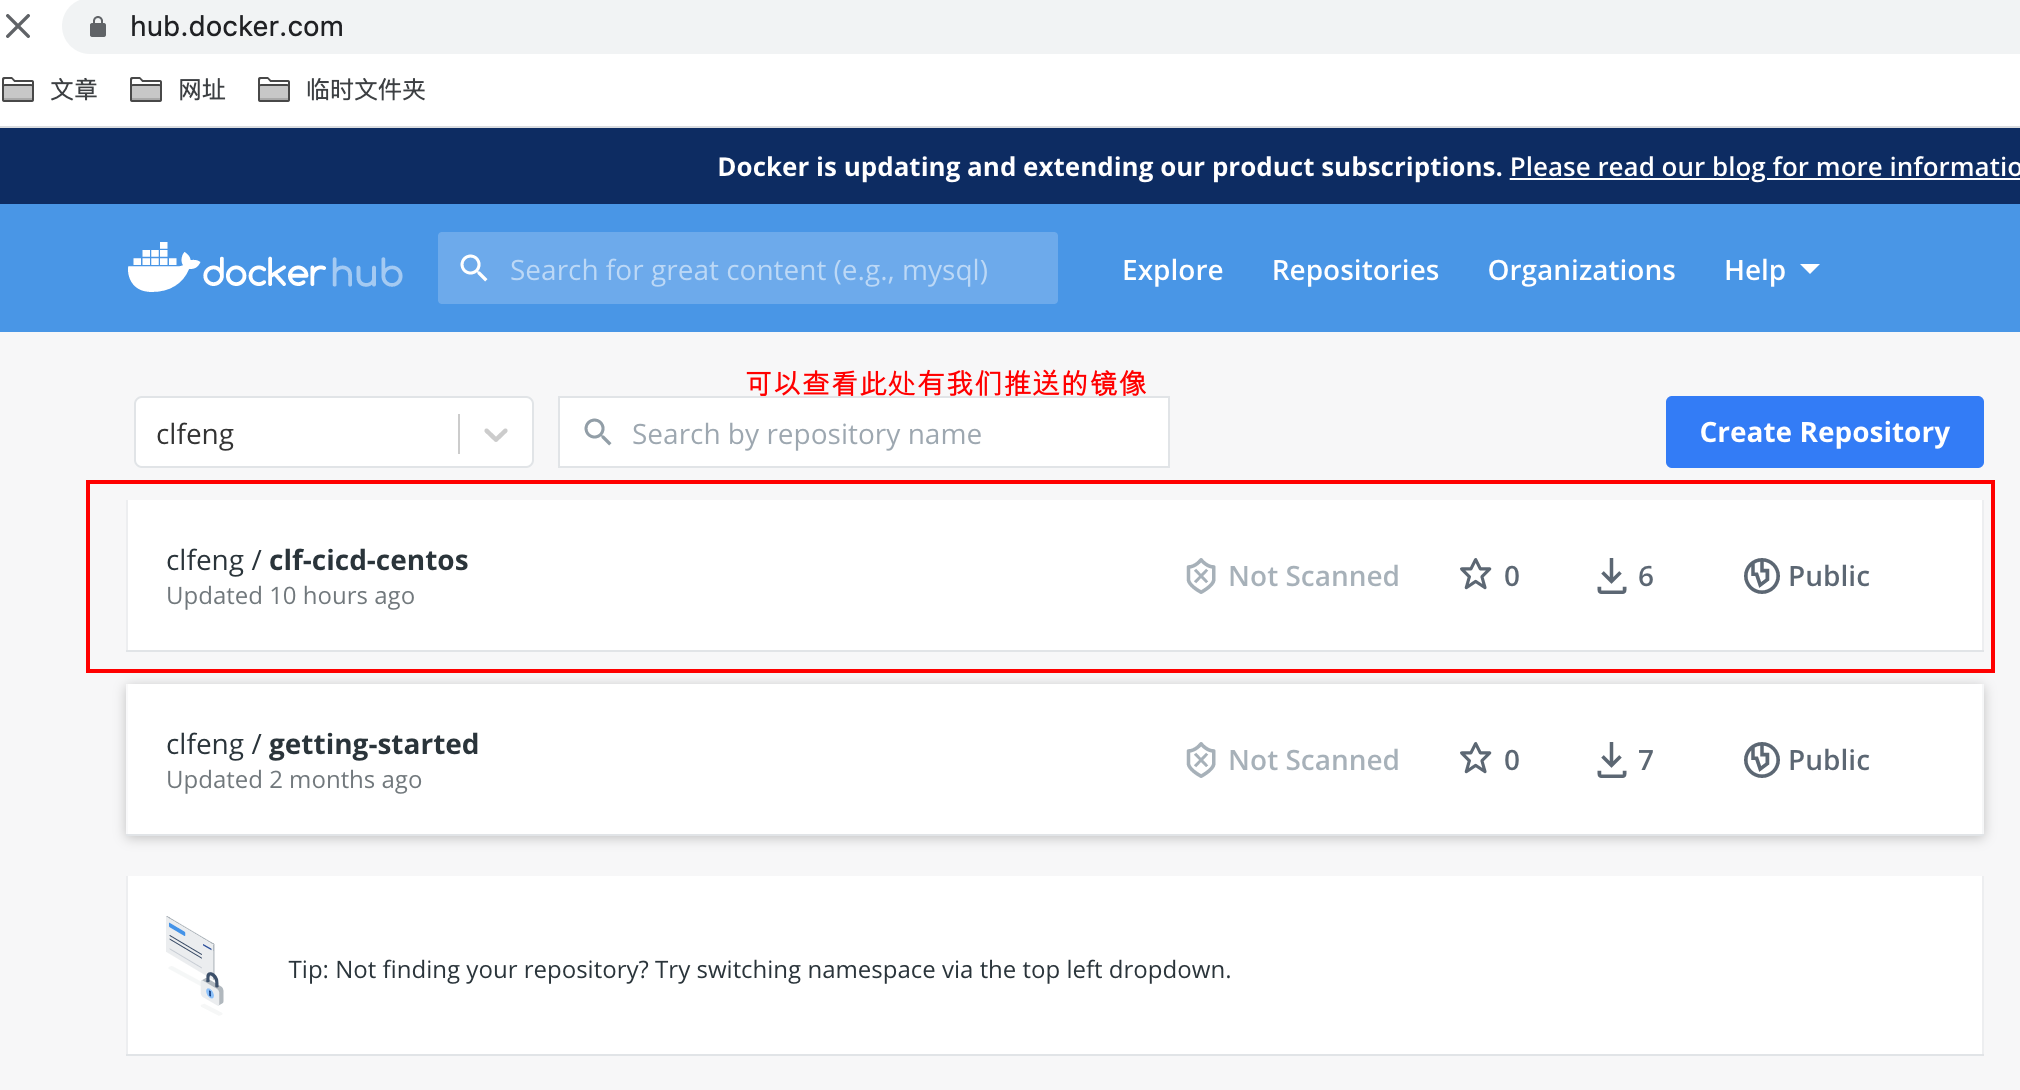 hub.docker.com
文章 网址 临时文件夹
Docker is updating and extending our product subscriptions. Please read our blog for more informatio
docker hub Search for great content (e.g., mysql) Explore Repositories Organizations Help
可以查看此处有我们推送的镜像
clfeng Search by repository name Create Repository
clfeng / clf-cicd-centos
Updated 10 hours ago
Not Scanned 0 6 Public
clfeng / getting-started
Updated 2 months ago
Not Scanned 0 7 Public
Tip: Not finding your repository? Try switching namespace via the top left dropdown.